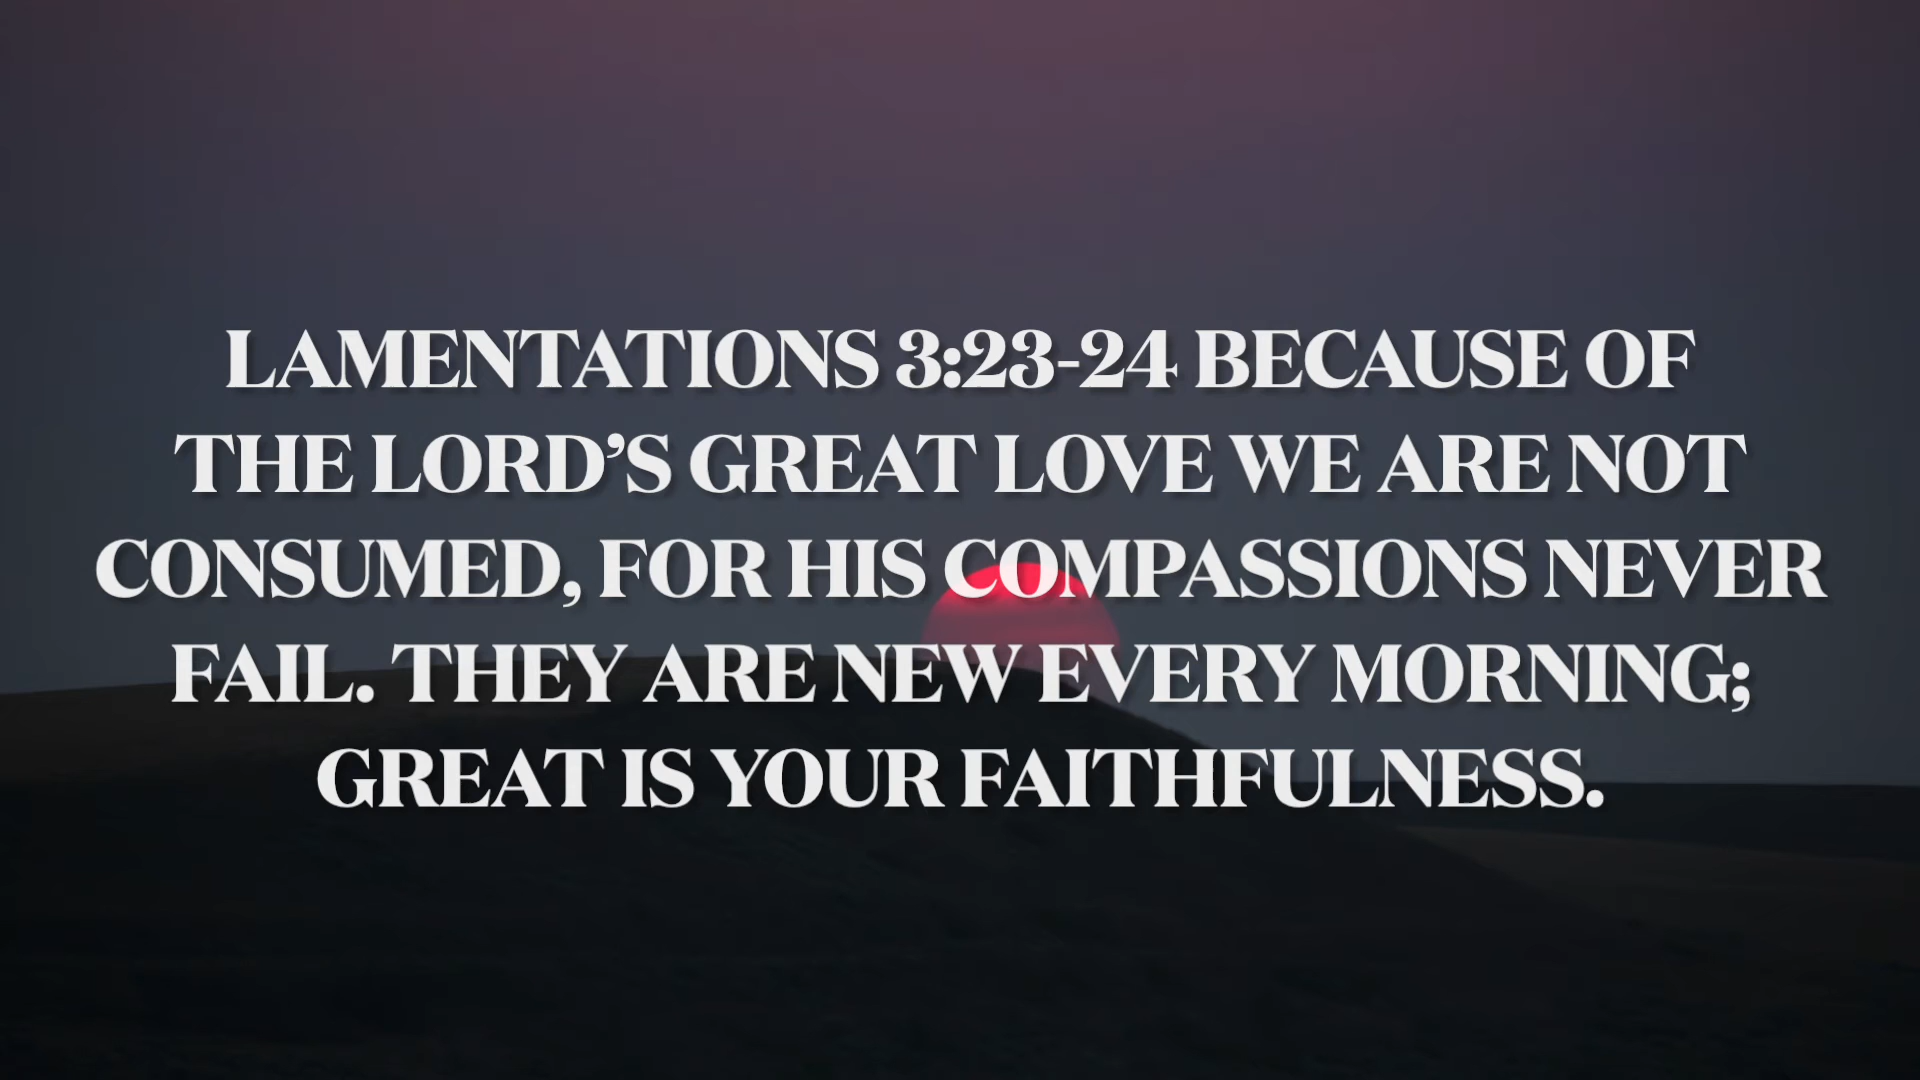 LAMENTATIONS 3:23-24 BECAUSE OF
THE LORD’S GREAT LOVE WE ARE NOT
CONSUMED, FOR HIS COMPASSIONS NEVER
FAIL. THEY ARE NEW EVERY MORNING;
GREAT IS YOUR FAITHFULNESS.